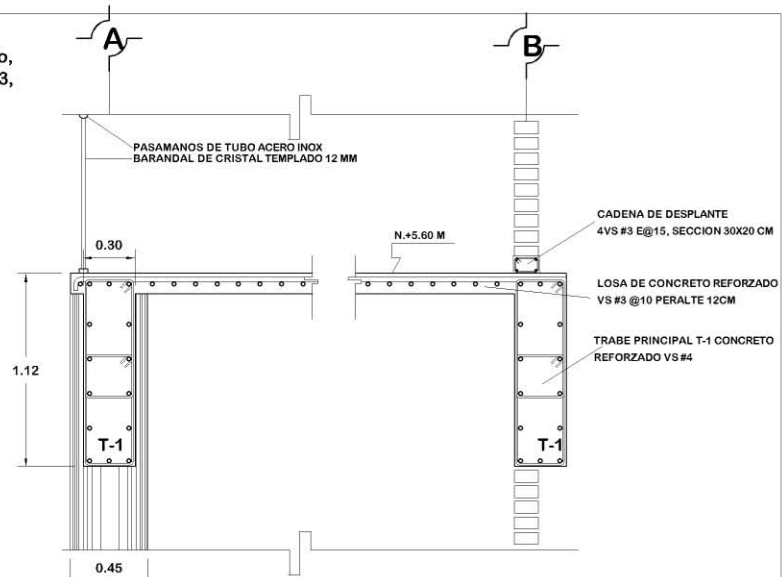 A
B
o,
3,
PASAMANOS DE TUBO ACERO INOX
BARANDAL DE CRISTAL TEMPLADO 12 MM
CADENA DE DESPLANTE
4VS #3 E@15, SECCION 30X20 CM
N.+5.60 M
0.30
LOSA DE CONCRETO REFORZADO
VS #3 @10 PERALTE 12CM
TRABE PRINCIPAL T-1 CONCRETO
REFORZADO VS #4
1.12
T-1
T-1
0.45